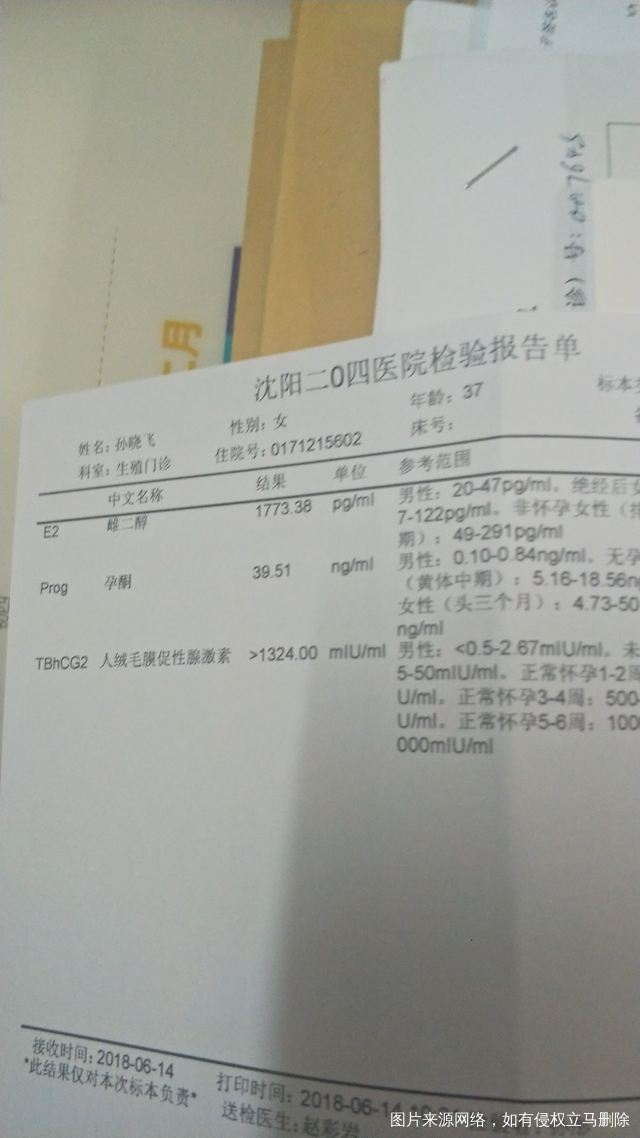 二月
沈阳二0四医院检验报告单
姓名: 孙晓飞 性别: 女 年龄: 37 标本
科室: 生殖门诊 住院号: 0171215602 床号:
中文名称 结果 单位 参考范围
E2 雌二醇 1773.38 pg/ml 男性: 20-47pg/ml。绝经后女
7-122pg/ml。非怀孕女性 (排
期): 49-291pg/ml
Prog 孕酮 39.51 ng/ml 男性: 0.10-0.84ng/ml。无孕
(黄体中期): 5.16-18.56n
女性 (头三个月): 4.73-50
ng/ml
TBhCG2 人绒毛膜促性腺激素 >1324.00 mIU/ml 男性: <0.5-2.67mIU/ml。未
5-50mIU/ml。正常怀孕1-2周
U/ml。正常怀孕3-4周: 500-
U/ml。正常怀孕5-6周: 100
000mIU/ml
接收时间: 2018-06-14
*此结果仅对本次标本负责*
打印时间: 2018-06-14
送检医生: 赵彩岩
图片来源网络，如有侵权立马删除